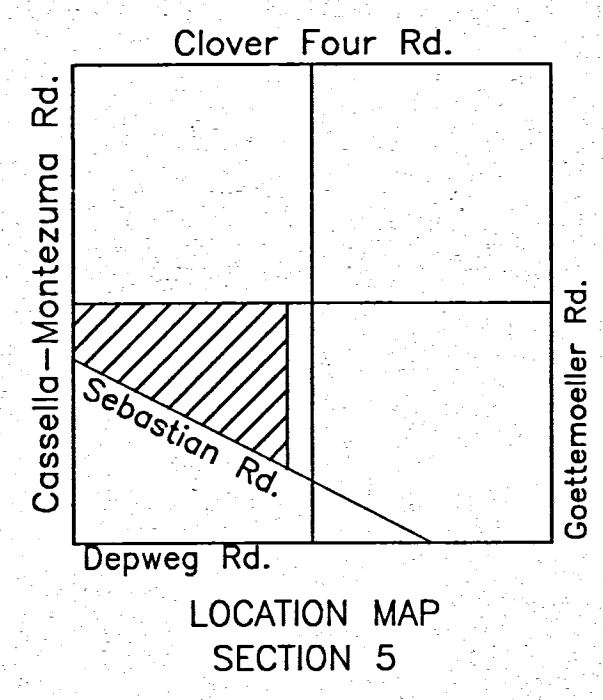 Clover Four Rd.
Cassella-Montezuma Rd.
Goettemoeller Rd.
Sebastian Rd.
Depweg Rd.
LOCATION MAP
SECTION 5